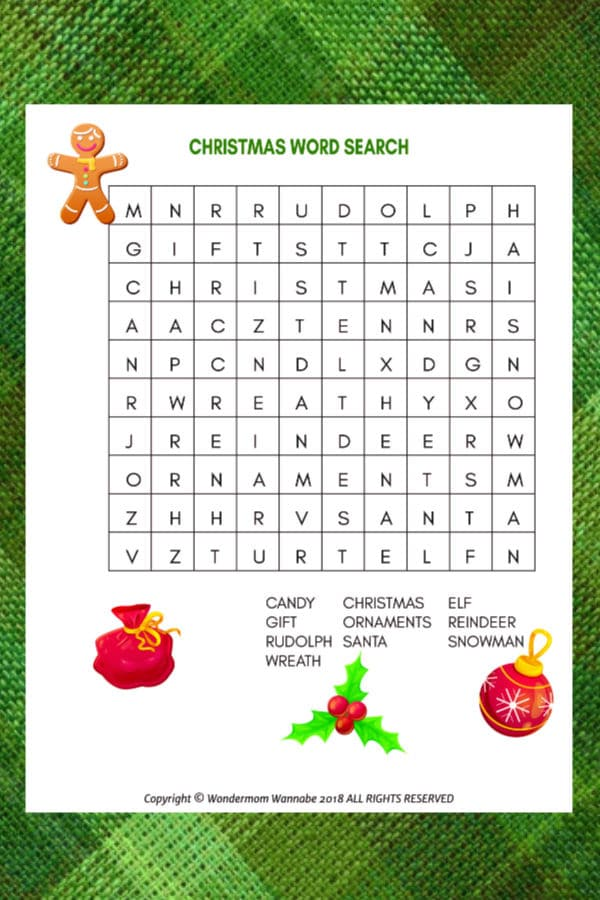 CHRISTMAS WORD SEARCH
M N R R U D O L P H
G I F T S T T C J A
C H R I S T M A S I
A A C Z T E N N R S
N P C N D L X D G N
R W R E A T H Y X O
J R E I N D E E R W
O R N A M E N T S M
Z H H R V S A N T A
V Z T U R T E L F N
CANDY CHRISTMAS ELF
GIFT ORNAMENTS REINDEER
RUDOLPH SANTA SNOWMAN
WREATH
Copyright © Wondermom Wannabe 2018 ALL RIGHTS RESERVED